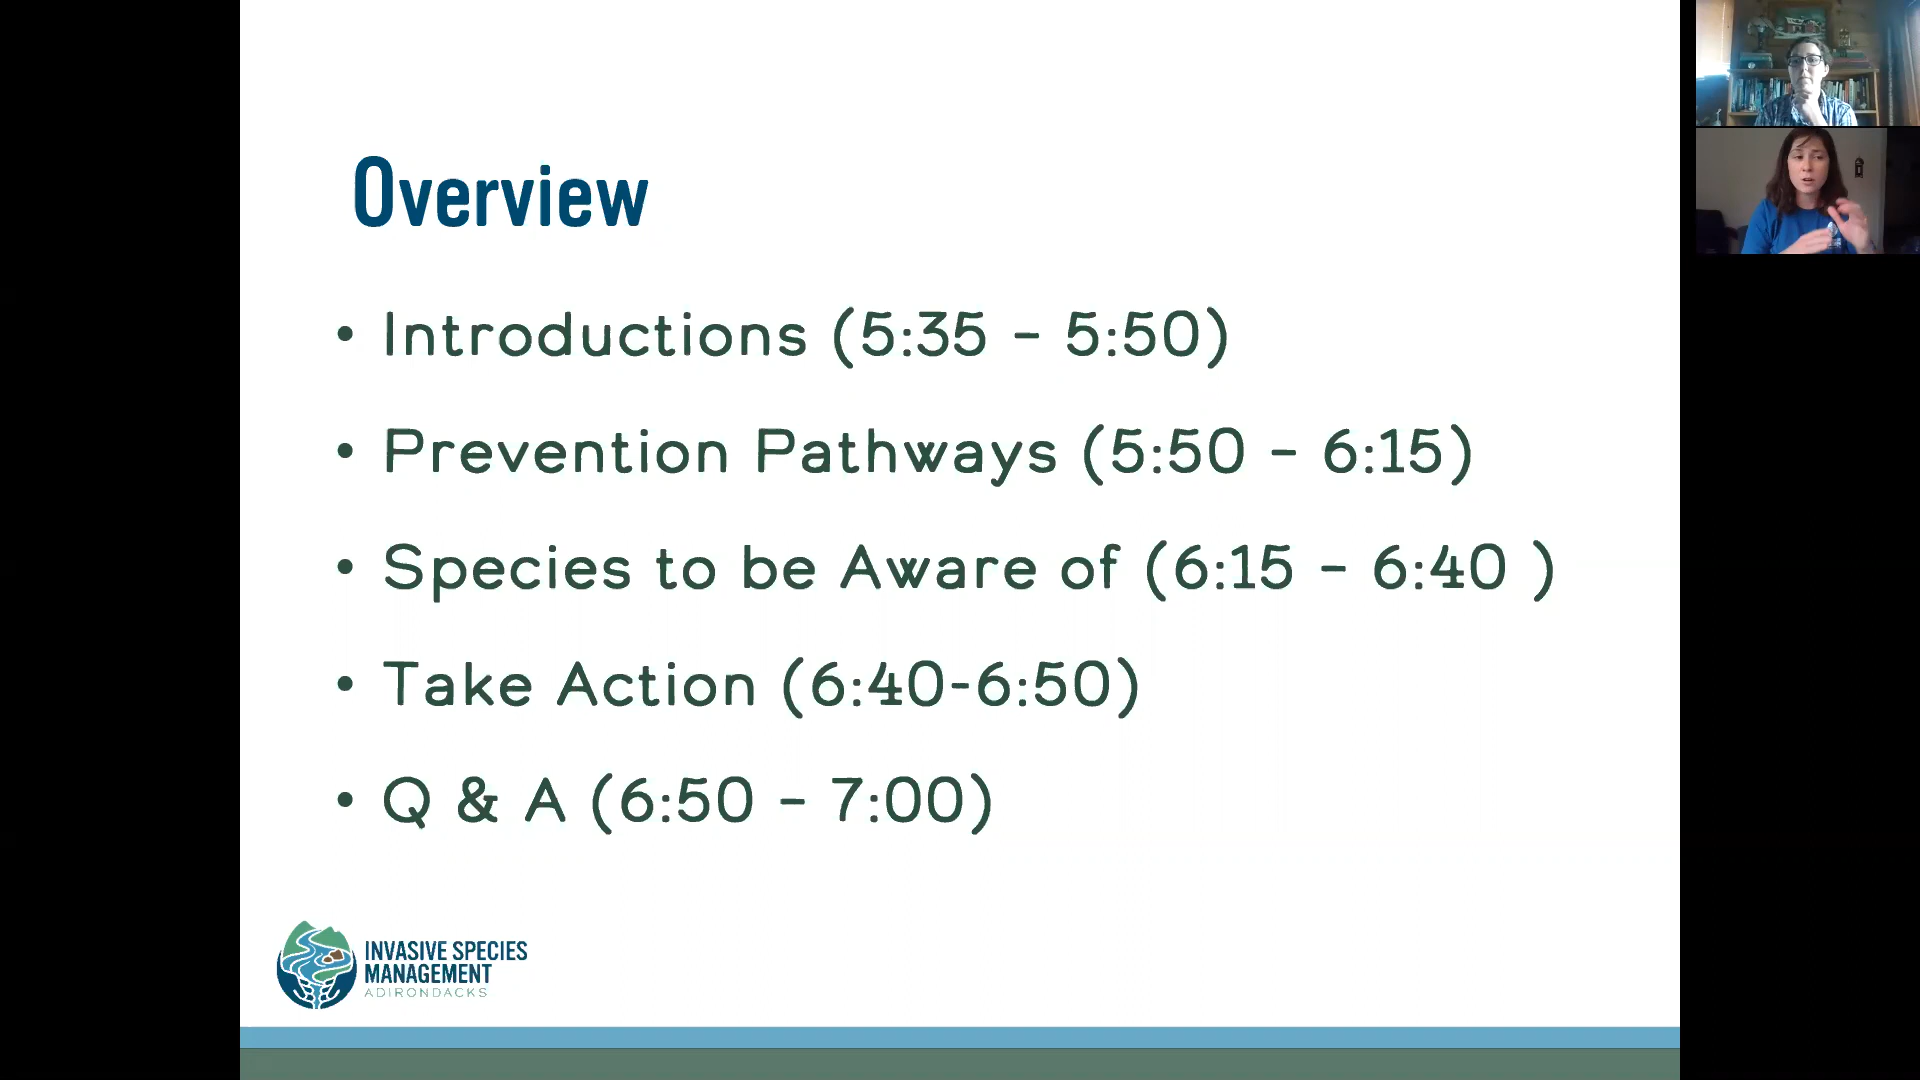 Overview
• Introductions (5:35 – 5:50)
• Prevention Pathways (5:50 – 6:15)
• Species to be Aware of (6:15 – 6:40 )
• Take Action (6:40-6:50)
• Q & A (6:50 – 7:00)
INVASIVE SPECIES
MANAGEMENT
ADIRONDACKS